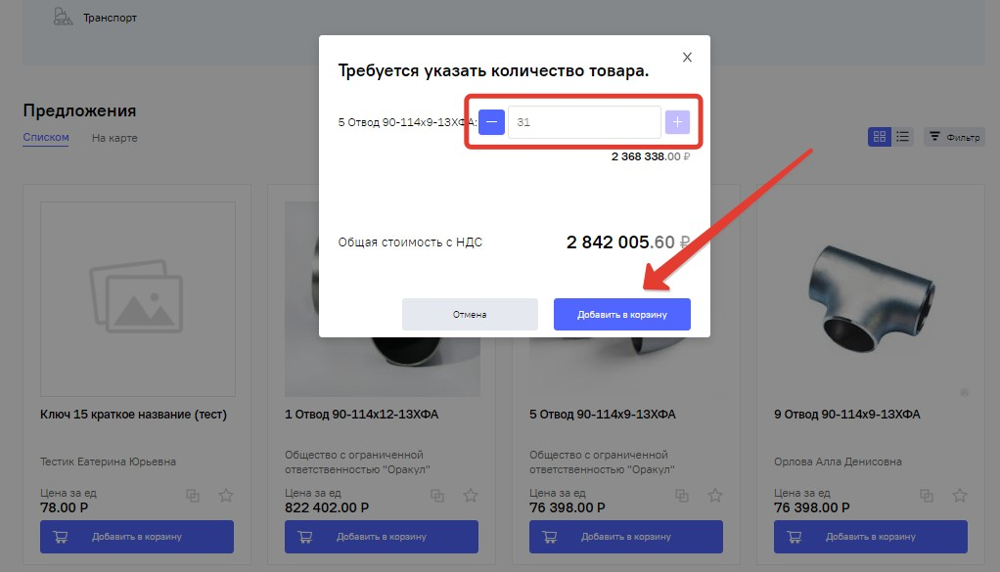 Транспорт
Требуется указать количество товара.
X
5 Отвод 90-114х9-13ХФА:
31
2 368 338.00 ₽
Общая стоимость с НДС
2 842 005.60 ₽
Отмена
Добавить в корзину
Предложения
Списком
На карте
Фильтр
Ключ 15 краткое название (тест)
Тестик Еатерина Юрьевна
Цена за ед
78.00 Р
Добавить в корзину
1 Отвод 90-114х12-13ХФА
Общество с ограниченной
ответственностью "Оракул"
Цена за ед
822 402.00 Р
Добавить в корзину
5 Отвод 90-114х9-13ХФА
Общество с ограниченной
ответственностью "Оракул"
Цена за ед
76 398.00 Р
Добавить в корзину
9 Отвод 90-114х9-13ХФА
Орлова Алла Денисовна
Цена за ед
76 398.00 Р
Добавить в корзину